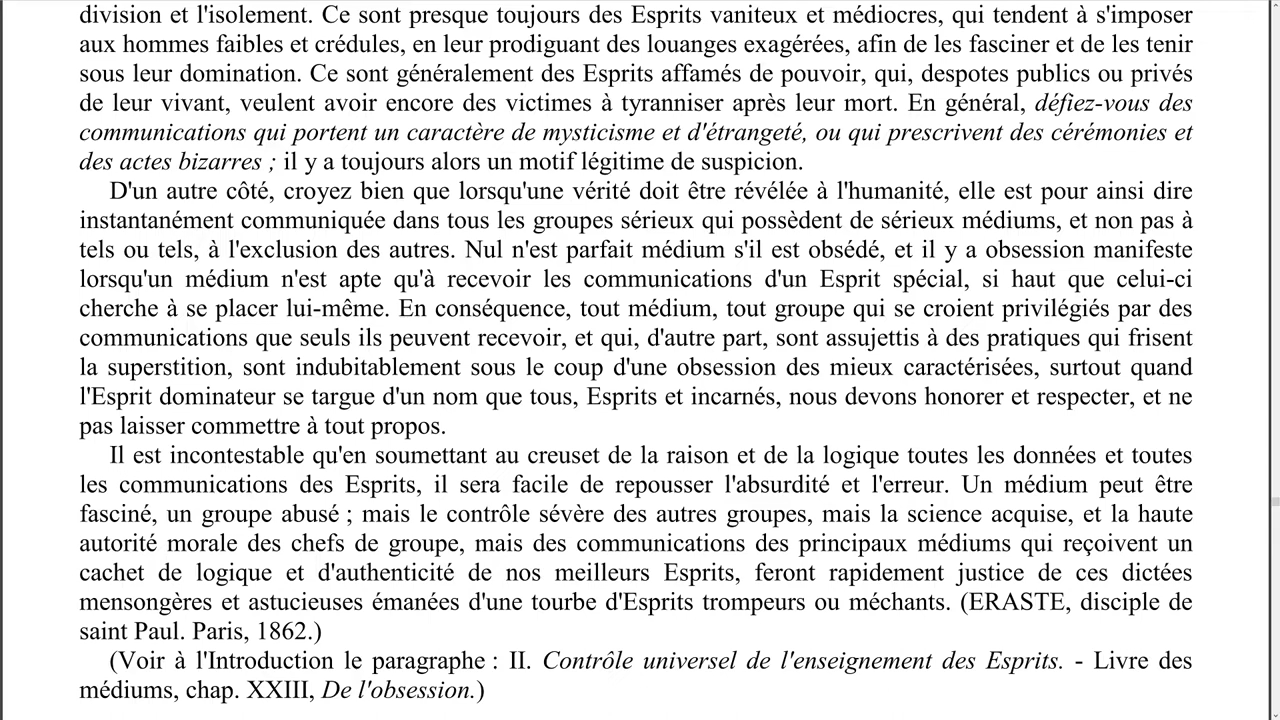 division et l'isolement. Ce sont presque toujours des Esprits vaniteux et médiocres, qui tendent à s'imposer
aux hommes faibles et crédules, en leur prodiguant des louanges exagérées, afin de les fasciner et de les tenir
sous leur domination. Ce sont généralement des Esprits affamés de pouvoir, qui, despotes publics ou privés
de leur vivant, veulent avoir encore des victimes à tyranniser après leur mort. En général, défiez-vous des
communications qui portent un caractère de mysticisme et d'étrangeté, ou qui prescrivent des cérémonies et
des actes bizarres ; il y a toujours alors un motif légitime de suspicion.
D'un autre côté, croyez bien que lorsqu'une vérité doit être révélée à l'humanité, elle est pour ainsi dire
instantanément communiquée dans tous les groupes sérieux qui possèdent de sérieux médiums, et non pas à
tels ou tels, à l'exclusion des autres. Nul n'est parfait médium s'il est obsédé, et il y a obsession manifeste
lorsqu'un médium n'est apte qu'à recevoir les communications d'un Esprit spécial, si haut que celui-ci
cherche à se placer lui-même. En conséquence, tout médium, tout groupe qui se croient privilégiés par des
communications que seuls ils peuvent recevoir, et qui, d'autre part, sont assujettis à des pratiques qui frisent
la superstition, sont indubitablement sous le coup d'une obsession des mieux caractérisées, surtout quand
l'Esprit dominateur se targue d'un nom que tous, Esprits et incarnés, nous devons honorer et respecter, et ne
pas laisser commettre à tout propos.
Il est incontestable qu'en soumettant au creuset de la raison et de la logique toutes les données et toutes
les communications des Esprits, il sera facile de repousser l'absurdité et l'erreur. Un médium peut être
fasciné, un groupe abusé ; mais le contrôle sévère des autres groupes, mais la science acquise, et la haute
autorité morale des chefs de groupe, mais des communications des principaux médiums qui reçoivent un
cachet de logique et d'authenticité de nos meilleurs Esprits, feront rapidement justice de ces dictées
mensongères et astucieuses émanées d'une tourbe d'Esprits trompeurs ou méchants. (ERASTE, disciple de
saint Paul. Paris, 1862.)
(Voir à l'Introduction le paragraphe : II. Contrôle universel de l'enseignement des Esprits. - Livre des
médiums, chap. XXIII, De l'obsession.)